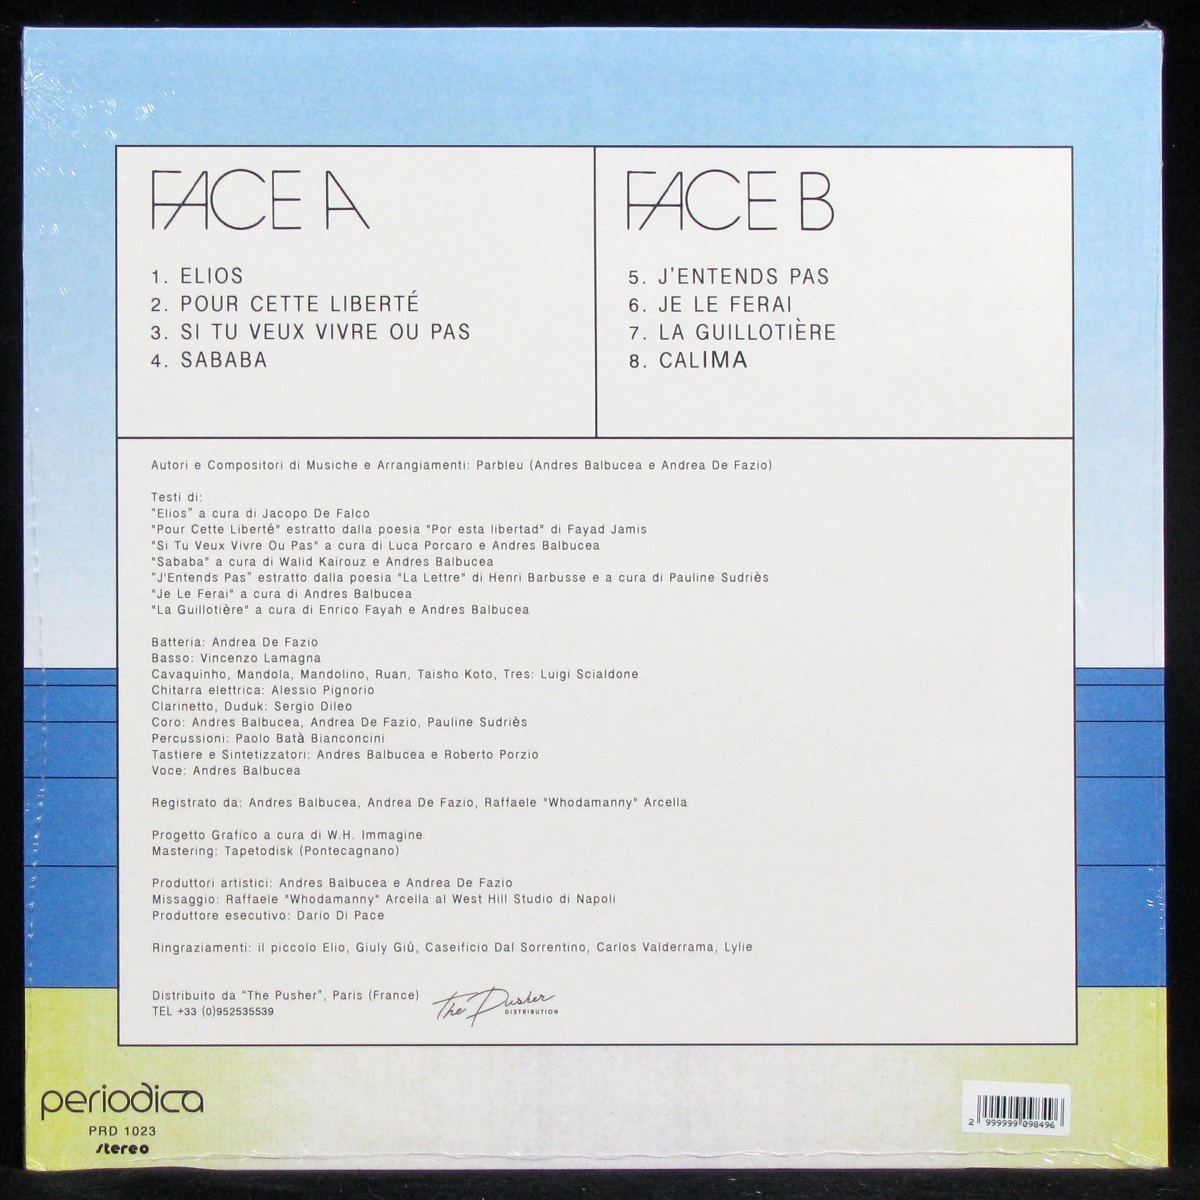 FACE A
1. ELIOS
2. POUR CETTE LIBERTÉ
3. SI TU VEUX VIVRE OU PAS
4. SABABA
FACE B
5. J'ENTENDS PAS
6. JE LE FERAI
7. LA GUILLOTIÈRE
8. CALIMA
Autori e Compositori di Musiche e Arrangiamenti: Parbleu (Andres Balbucea e Andrea De Fazio)
Testi di:
"Elios" a cura di Jacopo De Falco
"Pour Cette Liberté" estratto dalla poesia "Por esta libertad" di Fayad Jamis
"Si Tu Veux Vivre Ou Pas" a cura di Luca Porcaro e Andres Balbucea
"Sababa" a cura di Walid Kairouz e Andres Balbucea
"J'Entends Pas" estratto dalla poesia "La Lettre" di Henri Barbusse e a cura di Pauline Sudriès
"Je Le Ferai" a cura di Andres Balbucea
"La Guillotière" a cura di Enrico Fayah e Andres Balbucea
Batteria: Andrea De Fazio
Basso: Vincenzo Lamagna
Cavaquinho, Mandola, Mandolino, Ruan, Taisho Koto, Tres: Luigi Scialdone
Chitarra elettrica: Alessio Pignorio
Clarinetto, Duduk: Sergio Dileo
Coro: Andres Balbucea, Andrea De Fazio, Pauline Sudriès
Percussioni: Paolo Batà Bianconcini
Tastiere e Sintetizzatori: Andres Balbucea e Roberto Porzio
Voce: Andres Balbucea
Registrato da: Andres Balbucea, Andrea De Fazio, Raffaele "Whodamanny" Arcella
Progetto Grafico a cura di W.H. Immagine
Mastering: Tapetodisk (Pontecagnano)
Produttori artistici: Andres Balbucea e Andrea De Fazio
Missaggio: Raffaele "Whodamanny" Arcella al West Hill Studio di Napoli
Produttore esecutivo: Dario Di Pace
Ringraziamenti: il piccolo Elio, Giuly Giú, Caseificio Dal Sorrentino, Carlos Valderrama, Lylie
Distribuito da "The Pusher", Paris (France)
TEL +33 (0)952535539
The Pusher
DISTRIBUTION
periodica
PRD 1023
stereo
2 999999 098496